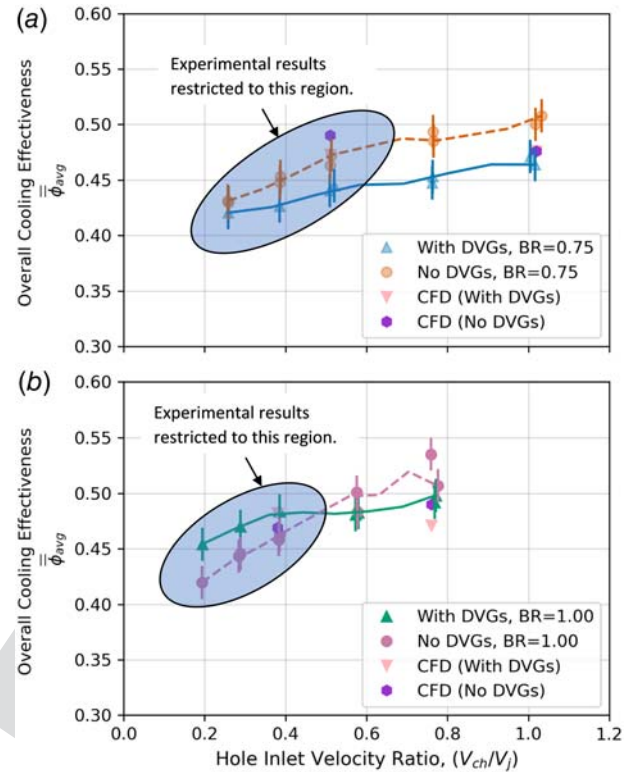 (a)
0.60
0.55
0.50
0.45
0.40
0.35
0.30
Overall Cooling Effectiveness
ϕ̿avg
Experimental results
restricted to this region.
With DVGs, BR=0.75
No DVGs, BR=0.75
CFD (With DVGs)
CFD (No DVGs)
(b)
0.60
0.55
0.50
0.45
0.40
0.35
0.30
Overall Cooling Effectiveness
ϕ̿avg
Experimental results
restricted to this region.
With DVGs, BR=1.00
No DVGs, BR=1.00
CFD (With DVGs)
CFD (No DVGs)
0.0 0.2 0.4 0.6 0.8 1.0 1.2
Hole Inlet Velocity Ratio, (Vch/Vj)